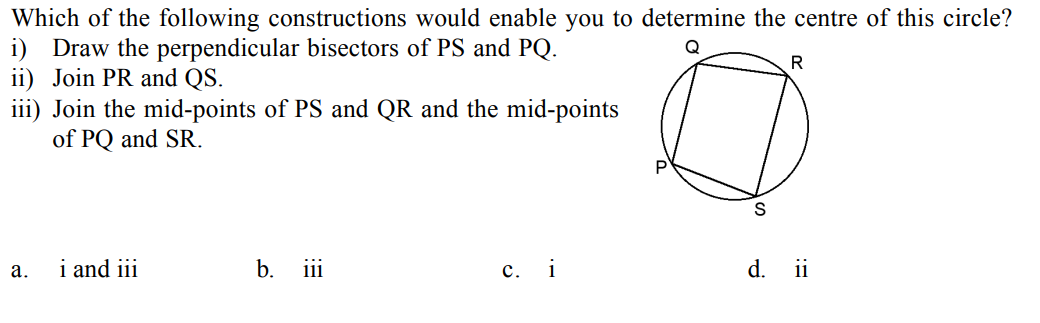 Which of the following constructions would enable you to determine the centre of this circle?
i) Draw the perpendicular bisectors of PS and PQ.
ii) Join PR and QS.
iii) Join the mid-points of PS and QR and the mid-points
of PQ and SR.
Q
R
P
S
a. i and iii b. iii c. i d. ii